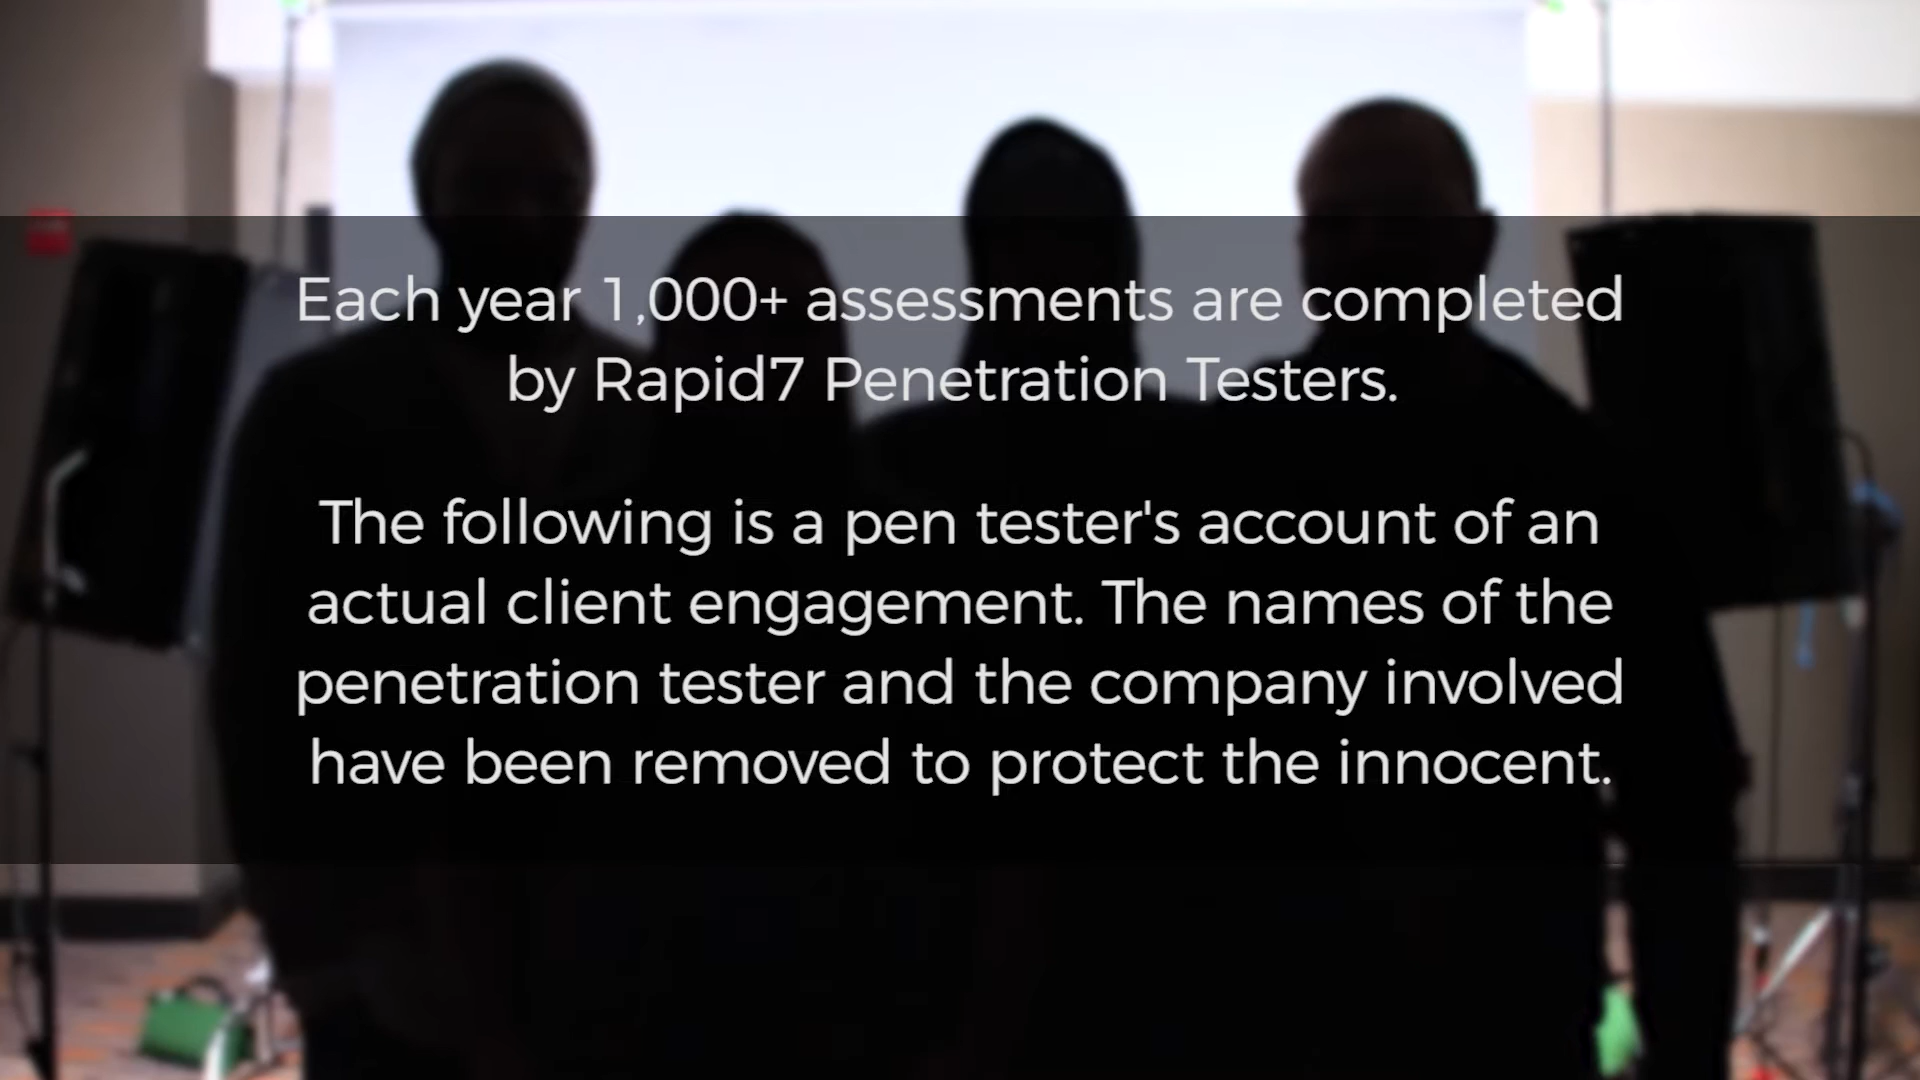 Each year 1,000+ assessments are completed
by Rapid7 Penetration Testers.
The following is a pen tester's account of an
actual client engagement. The names of the
penetration tester and the company involved
have been removed to protect the innocent.